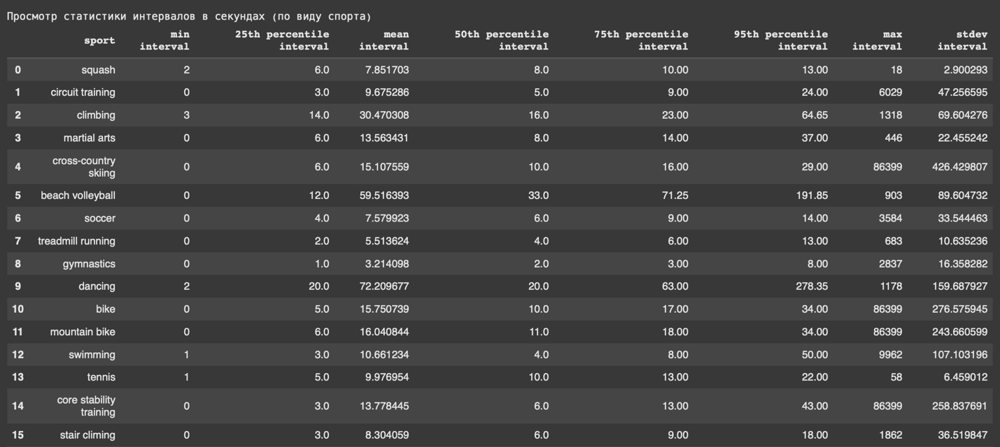 Просмотр статистики интервалов в секундах (по виду спорта)
sport min interval 25th percentile interval mean interval 50th percentile interval 75th percentile interval 95th percentile interval max interval stdev interval
0 squash 2 6.0 7.851703 8.0 10.00 13.00 18 2.900293
1 circuit training 0 3.0 9.675286 5.0 9.00 24.00 6029 47.256595
2 climbing 3 14.0 30.470308 16.0 23.00 64.65 1318 69.604276
3 martial arts 0 6.0 13.563431 8.0 14.00 37.00 446 22.455242
4 cross-country skiing 0 6.0 15.107559 10.0 16.00 29.00 86399 426.429807
5 beach volleyball 0 12.0 59.516393 33.0 71.25 191.85 903 89.604732
6 soccer 0 4.0 7.579923 6.0 9.00 14.00 3584 33.544463
7 treadmill running 0 2.0 5.513624 4.0 6.00 13.00 683 10.635236
8 gymnastics 0 1.0 3.214098 2.0 3.00 8.00 2837 16.358282
9 dancing 2 20.0 72.209677 20.0 63.00 278.35 1178 159.687927
10 bike 0 5.0 15.750739 10.0 17.00 34.00 86399 276.575945
11 mountain bike 0 6.0 16.040844 11.0 18.00 34.00 86399 243.660599
12 swimming 1 3.0 10.661234 4.0 8.00 50.00 9962 107.103196
13 tennis 1 5.0 9.976954 10.0 13.00 22.00 58 6.459012
14 core stability training 0 3.0 13.778445 6.0 13.00 43.00 86399 258.837691
15 stair climing 0 3.0 8.304059 6.0 9.00 18.00 1862 36.519847